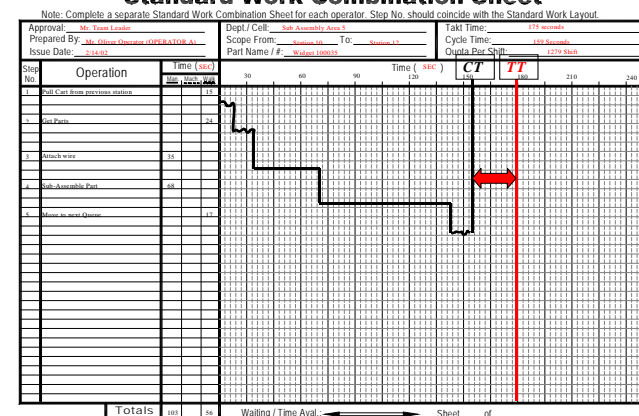 Standard Work Combination Sheet
Note: Complete a separate Standard Work Combination Sheet for each operator. Step No. should coincide with the Standard Work Layout.
Approval: Mr. Team Leader Dept./ Cell: Sub Assembly Area 5 Takt Time: 175 seconds
Prepared By: Mr. Oliver Operator (OPERATOR A) Scope From: Station 10 To: Station 12 Cycle Time: 159 Seconds
Issue Date: 2/14/02 Part Name / #: Widget 100035 Quota Per Shift: 1279 Shift
Step No. Operation Time ( SEC) Time ( SEC ) CT TT
Man. Mach. Walk 30 60 90 120 150 180 210 240
1 Pull Cart from previous station 15
2 Get Parts 24
3 Attach wire 35
4 Sub-Assemble Part 68
5 Move to next Queue 17
Totals 103 56 Waiting / Time Aval.: Sheet of